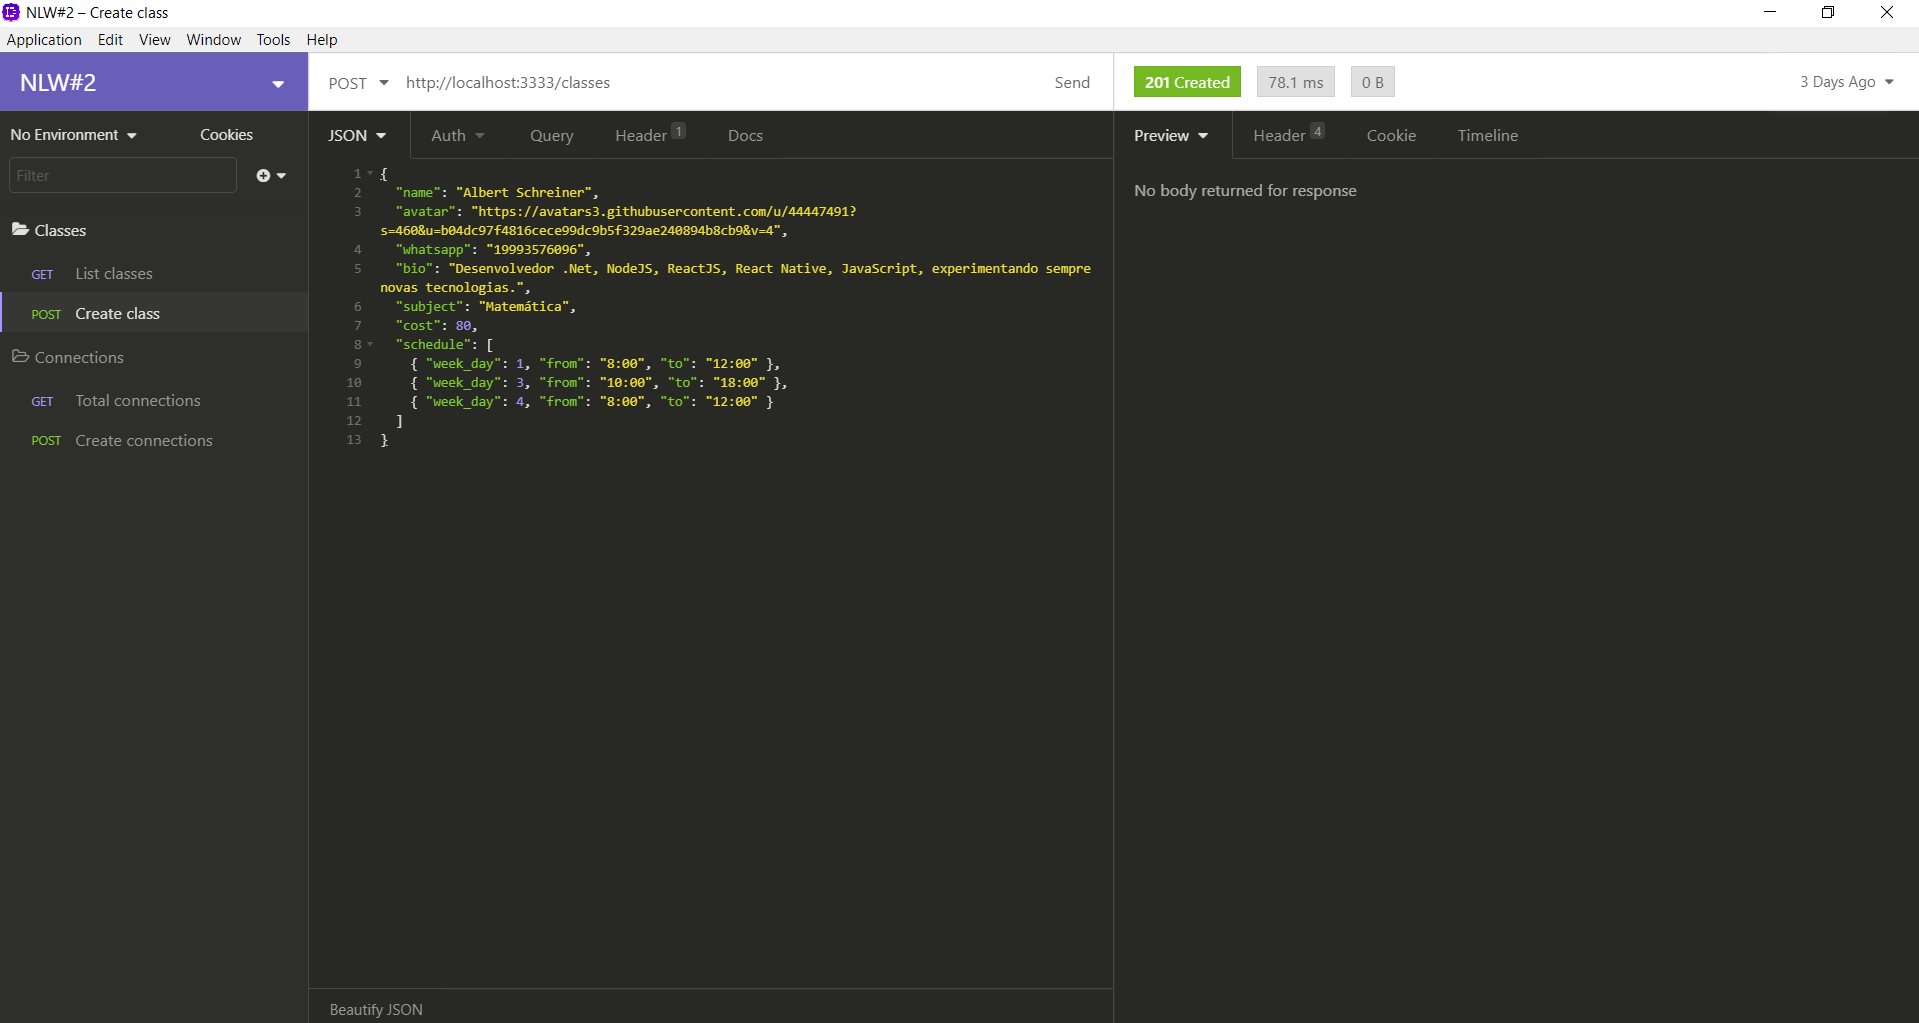 NLW#2 – Create class
Application Edit View Window Tools Help
NLW#2
POST http://localhost:3333/classes Send
201 Created 78.1 ms 0 B 3 Days Ago
No Environment Cookies
JSON Auth Query Header 1 Docs
Preview Header 4 Cookie Timeline
Filter
Classes
GET List classes
POST Create class
Connections
GET Total connections
POST Create connections
1 {
2 "name": "Albert Schreiner",
3 "avatar": "https://avatars3.githubusercontent.com/u/44447491?
s=460&u=b04dc97f4816cece99dc9b5f329ae240894b8cb9&v=4",
4 "whatsapp": "19993576096",
5 "bio": "Desenvolvedor .Net, NodeJS, ReactJS, React Native, JavaScript, experimentando sempre
novas tecnologias.",
6 "subject": "Matemática",
7 "cost": 80,
8 "schedule": [
9 { "week_day": 1, "from": "8:00", "to": "12:00" },
10 { "week_day": 3, "from": "10:00", "to": "18:00" },
11 { "week_day": 4, "from": "8:00", "to": "12:00" }
12 ]
13 }
No body returned for response
Beautify JSON